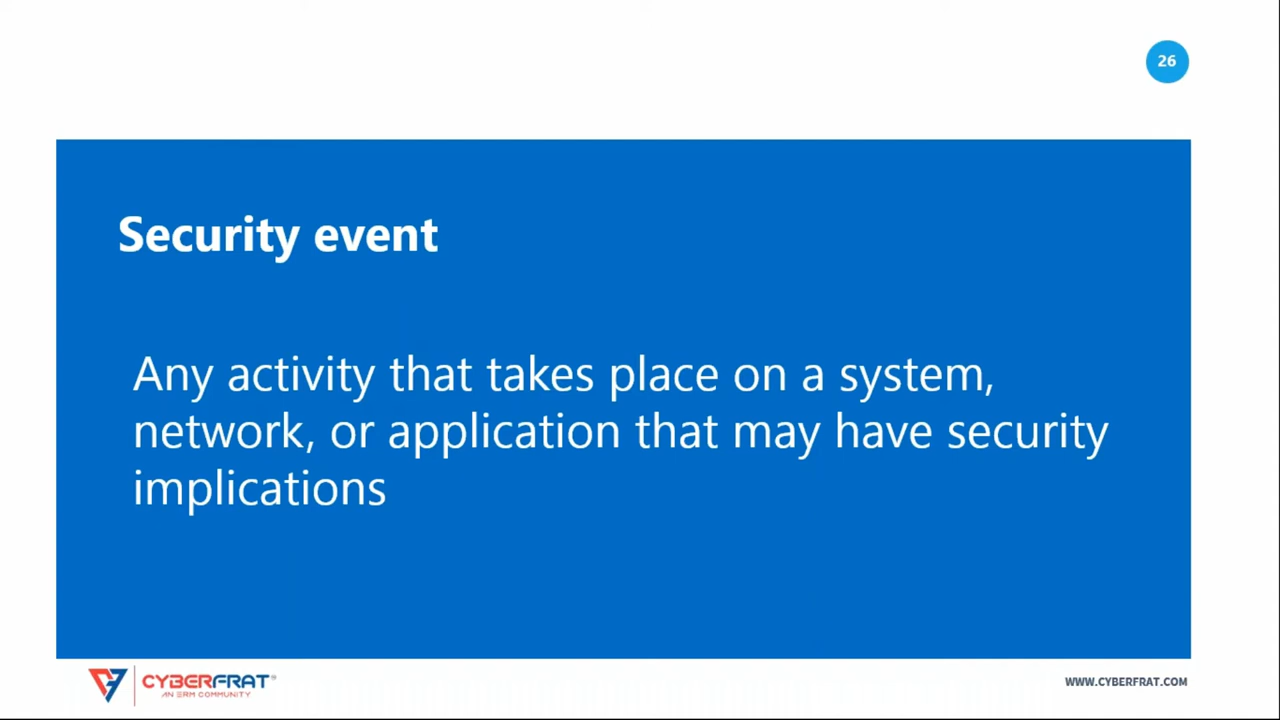 26
Security event
Any activity that takes place on a system,
network, or application that may have security
implications
CYBERFRAT®
AN ERM COMMUNITY
WWW.CYBERFRAT.COM